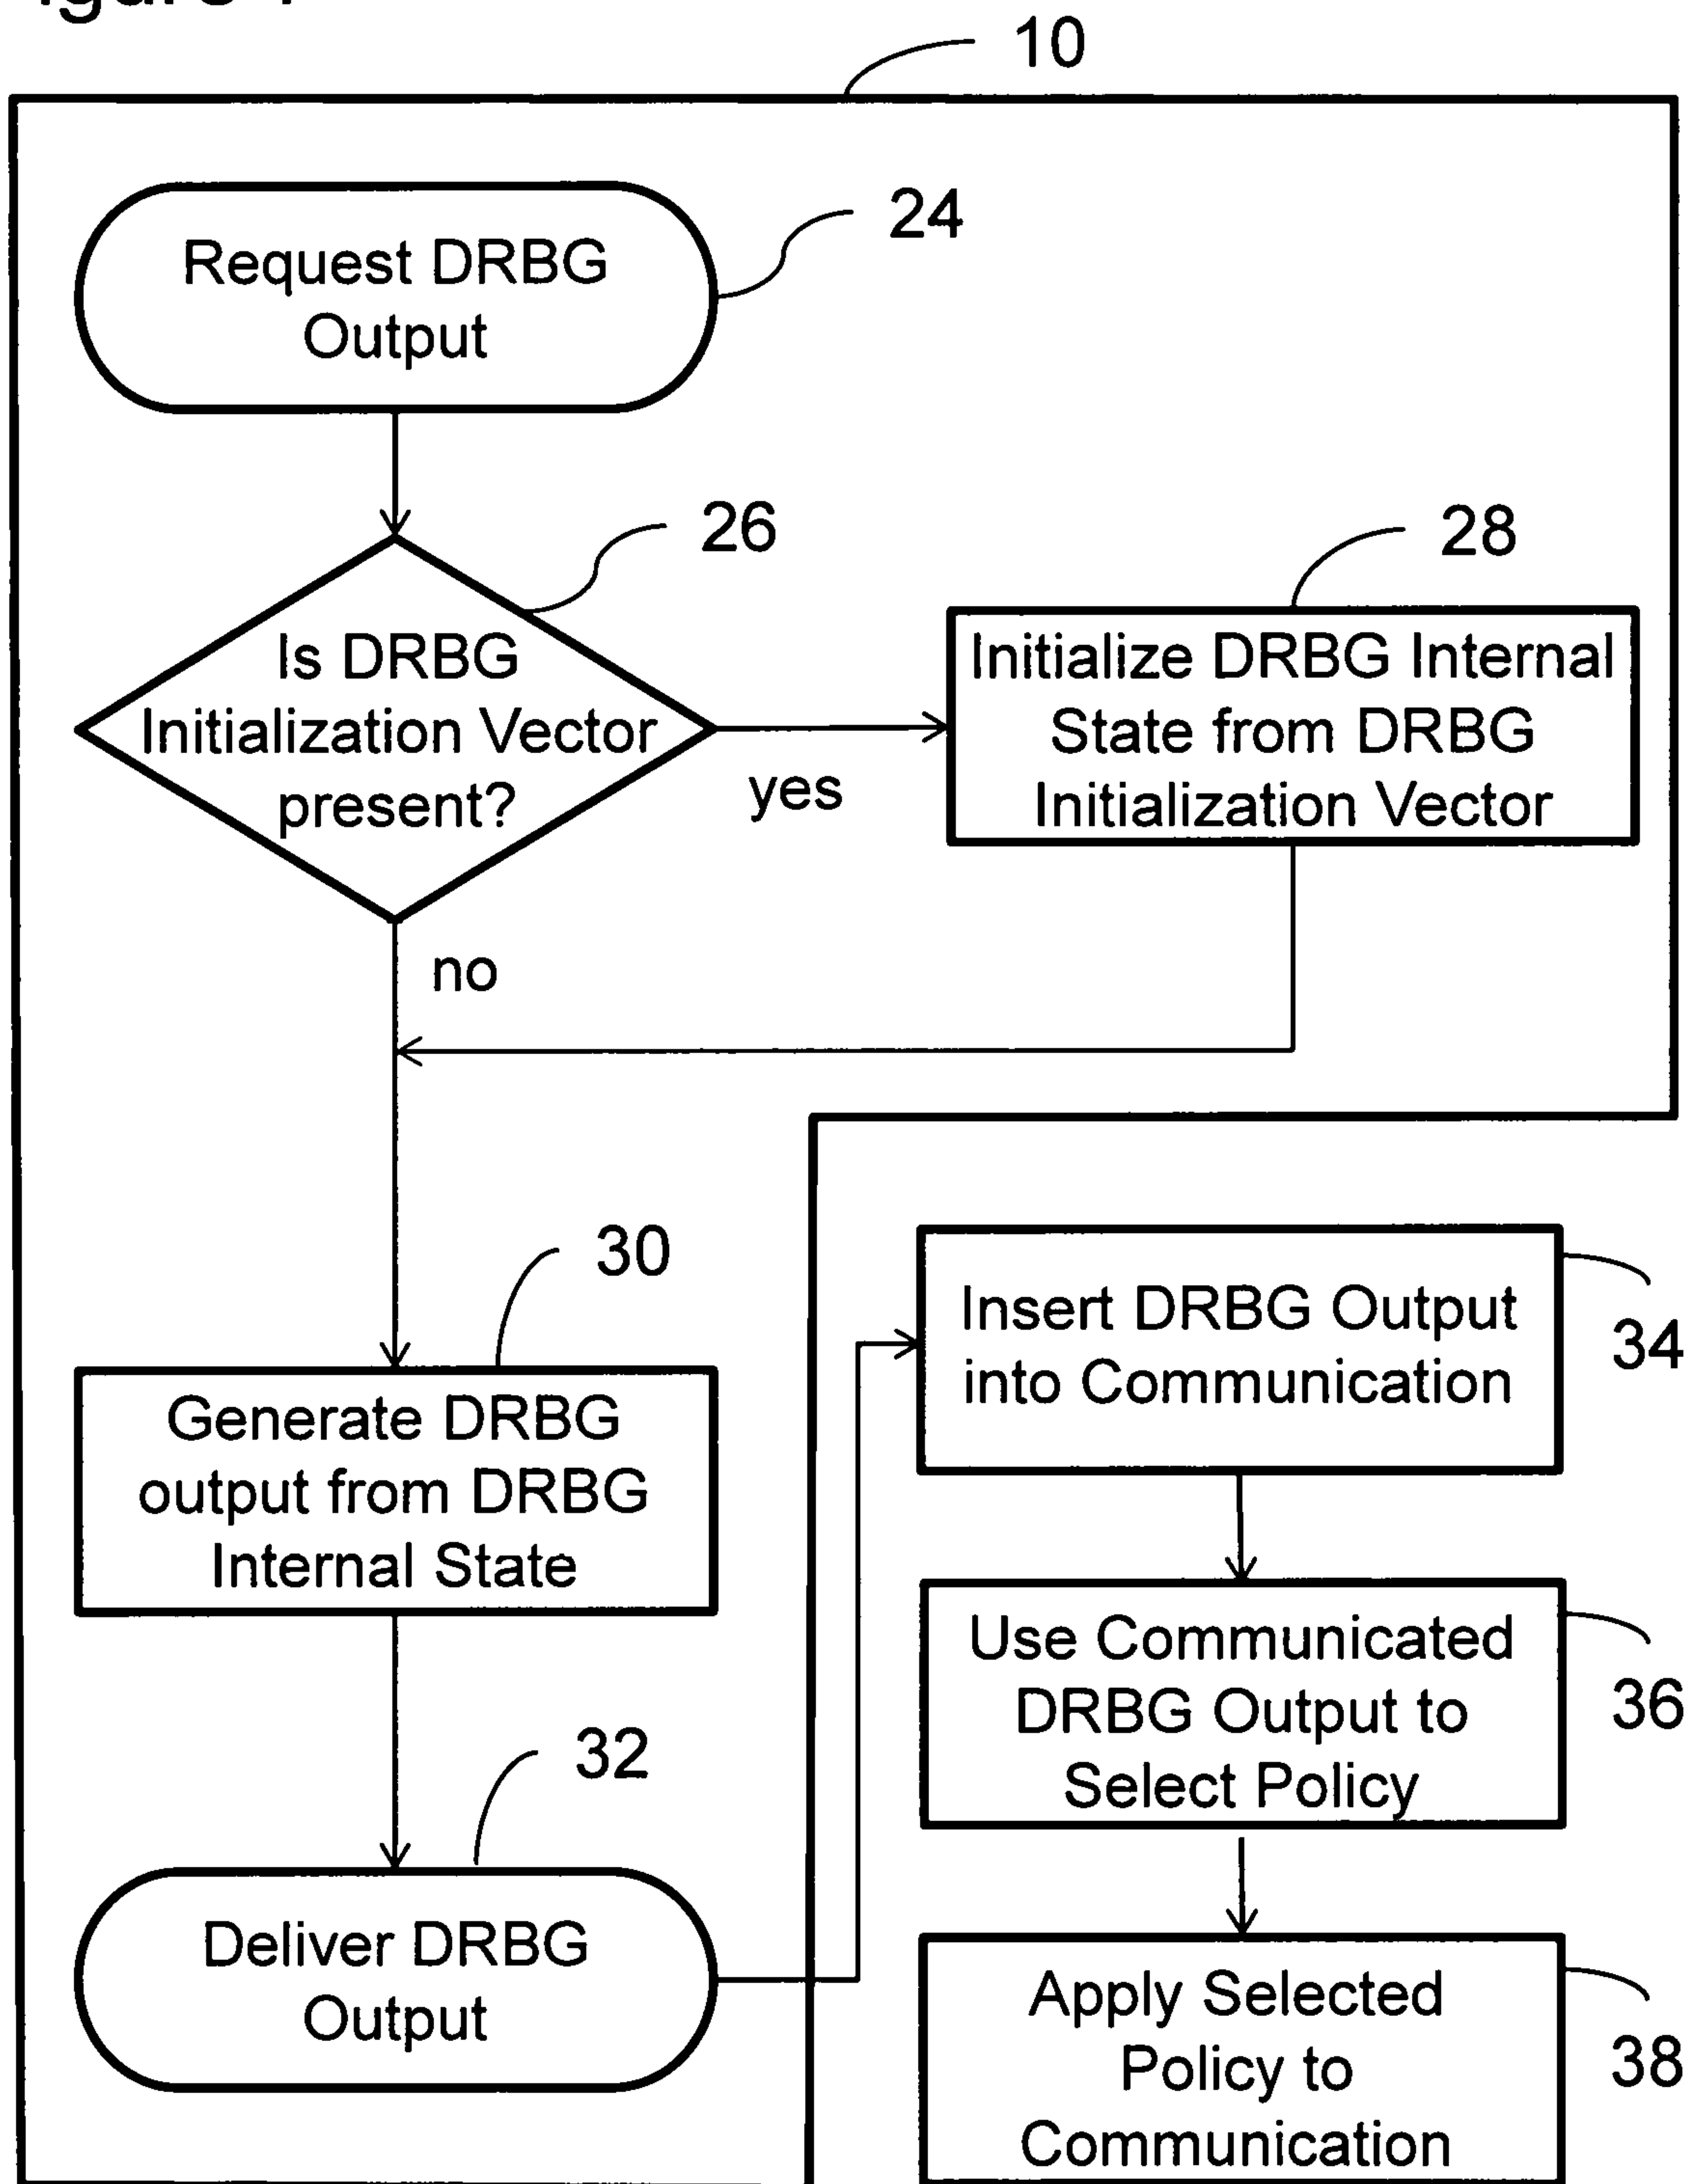 10
Request DRBG
Output
24
26
Is DRBG
Initialization Vector
present?
yes
28
Initialize DRBG Internal
State from DRBG
Initialization Vector
no
30
Generate DRBG
output from DRBG
Internal State
32
Deliver DRBG
Output
Insert DRBG Output
into Communication
34
Use Communicated
DRBG Output to
Select Policy
36
Apply Selected
Policy to
Communication
38